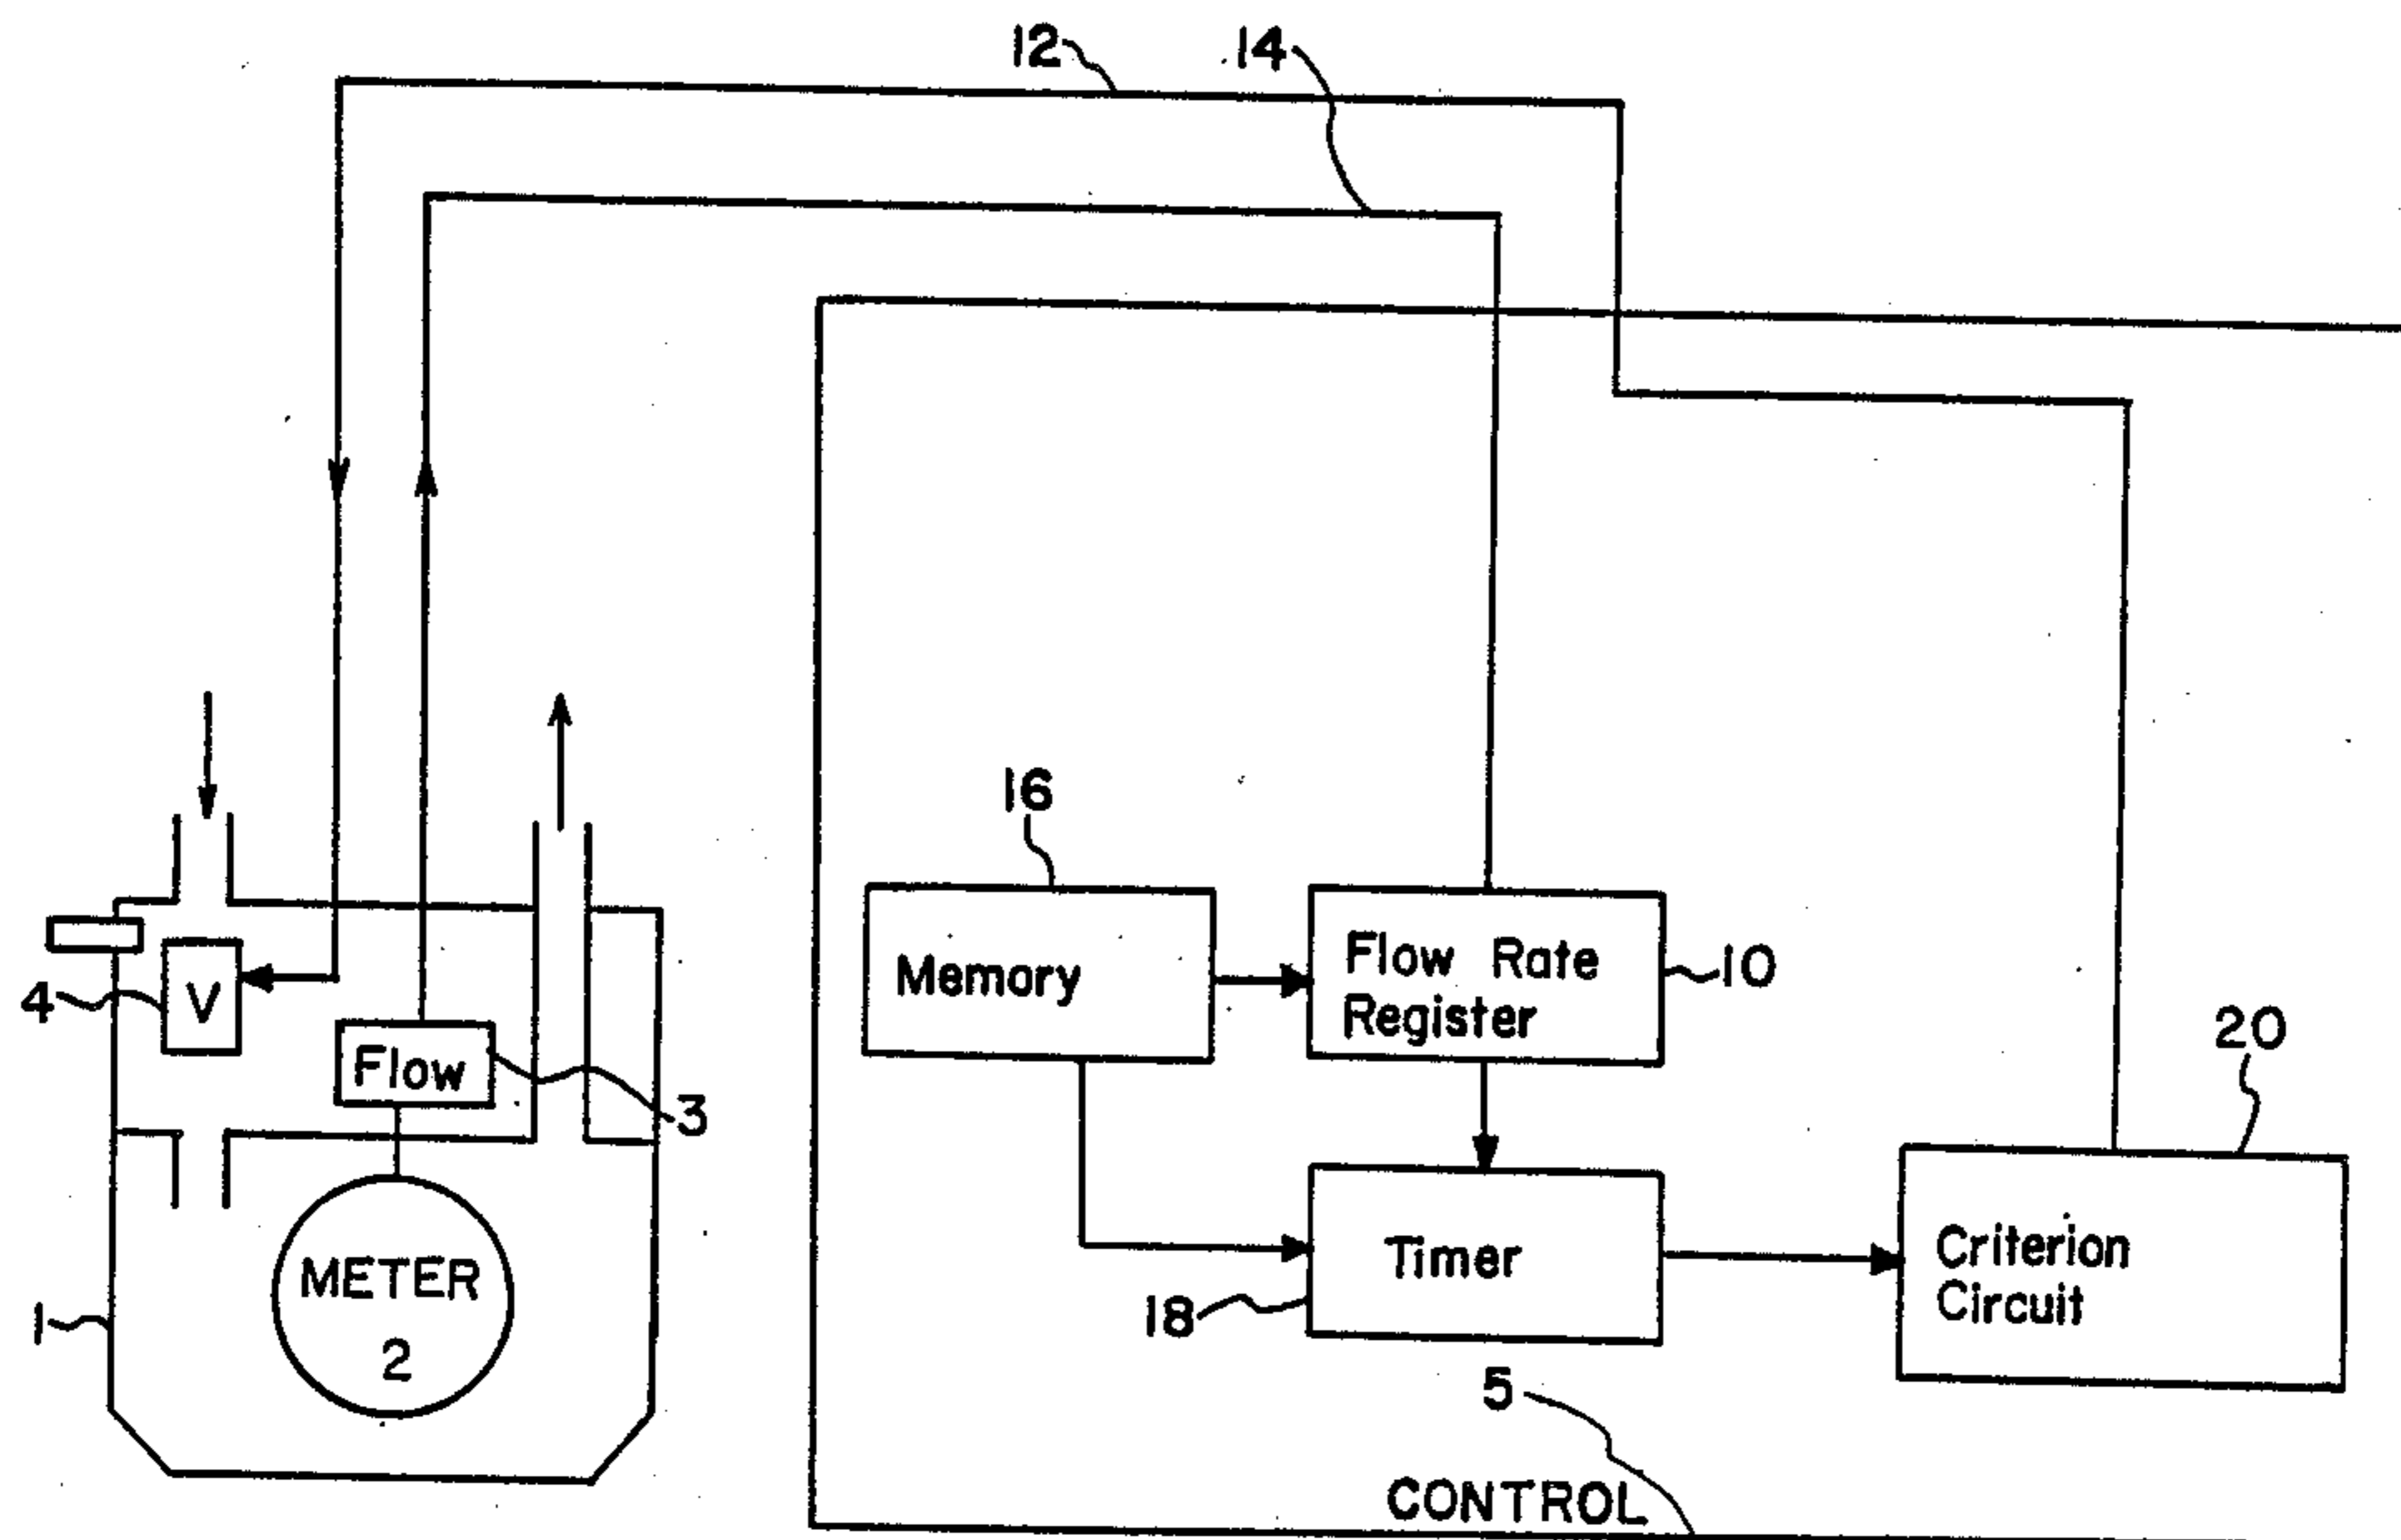 12
14
16
Memory
Flow Rate
Register
10
4
V
Flow
3
20
METER
2
1
Timer
18
Criterion
Circuit
5
CONTROL